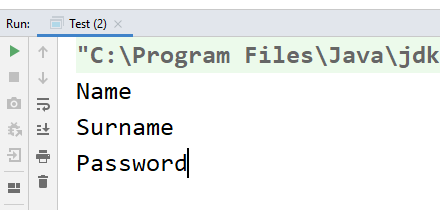 Run: Test (2)
"C:\Program Files\Java\jdk
Name
Surname
Password